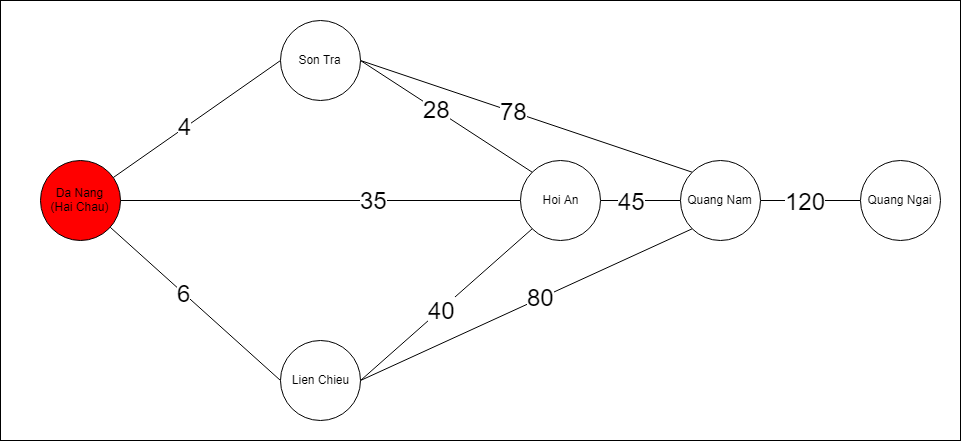 Son Tra
28
78
4
Da Nang
(Hai Chau)
35
Hoi An
45
Quang Nam
120
Quang Ngai
6
40
80
Lien Chieu